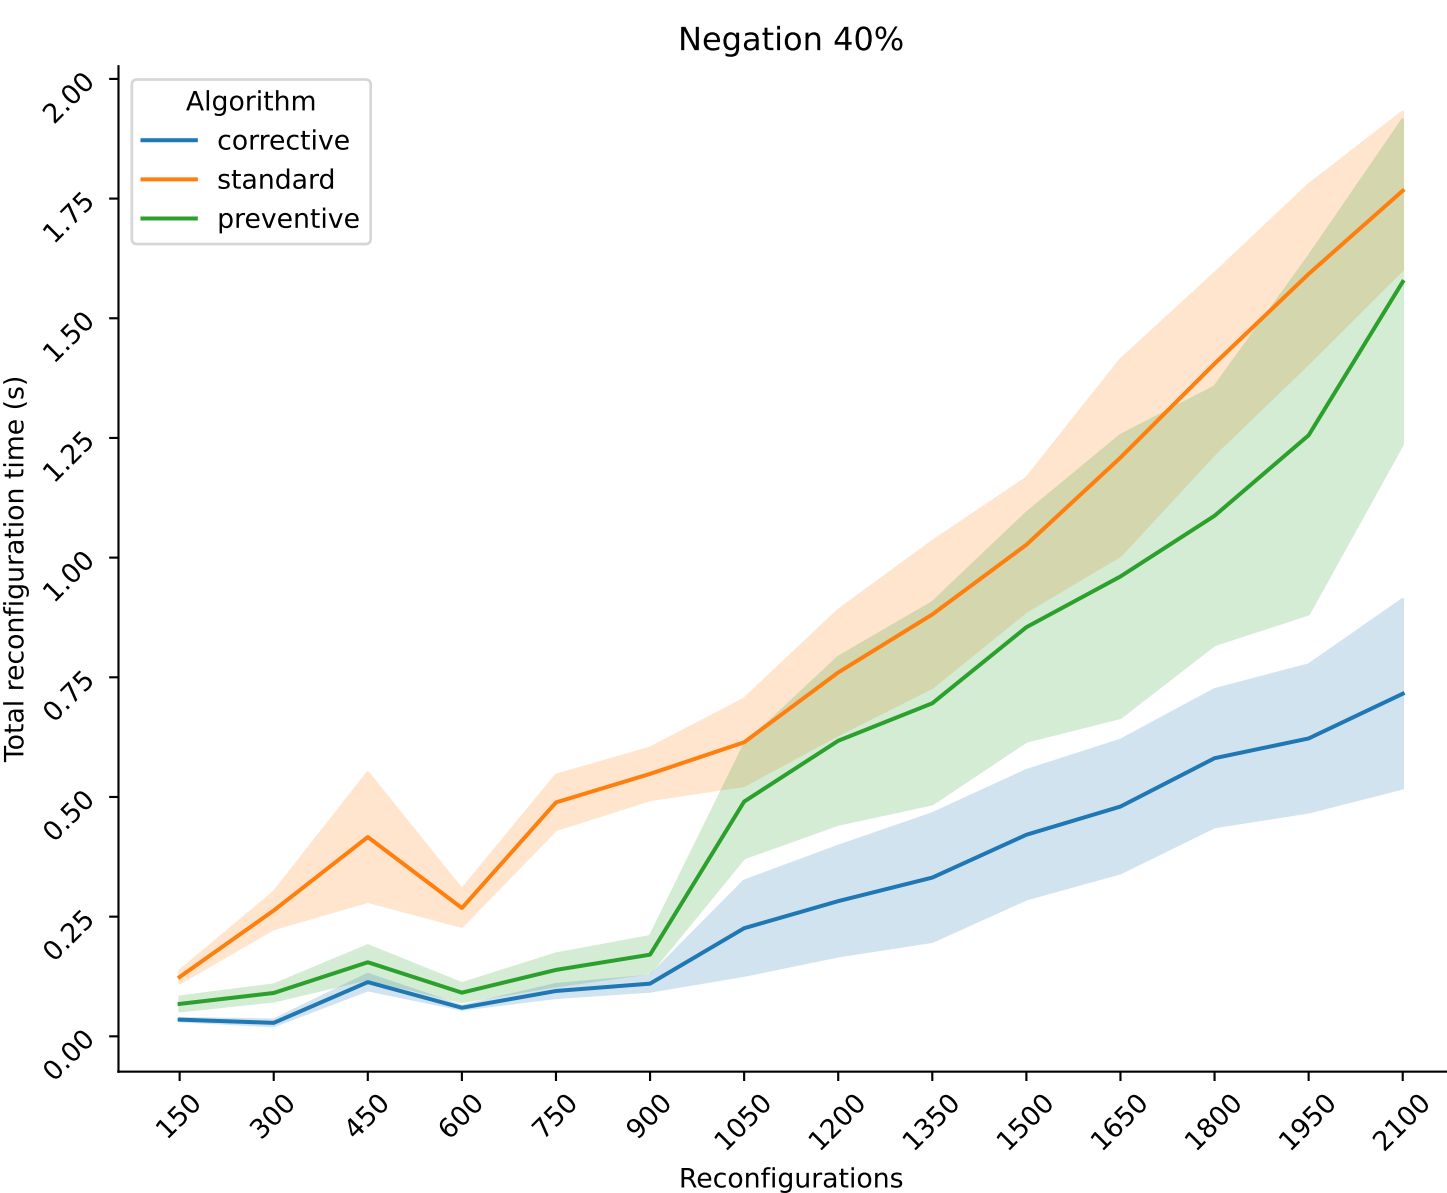 Negation 40%
Algorithm
corrective
standard
preventive
Total reconfiguration time (s)
2.00
1.75
1.50
1.25
1.00
0.75
0.50
0.25
0.00
150 300 450 600 750 900 1050 1200 1350 1500 1650 1800 1950 2100
Reconfigurations